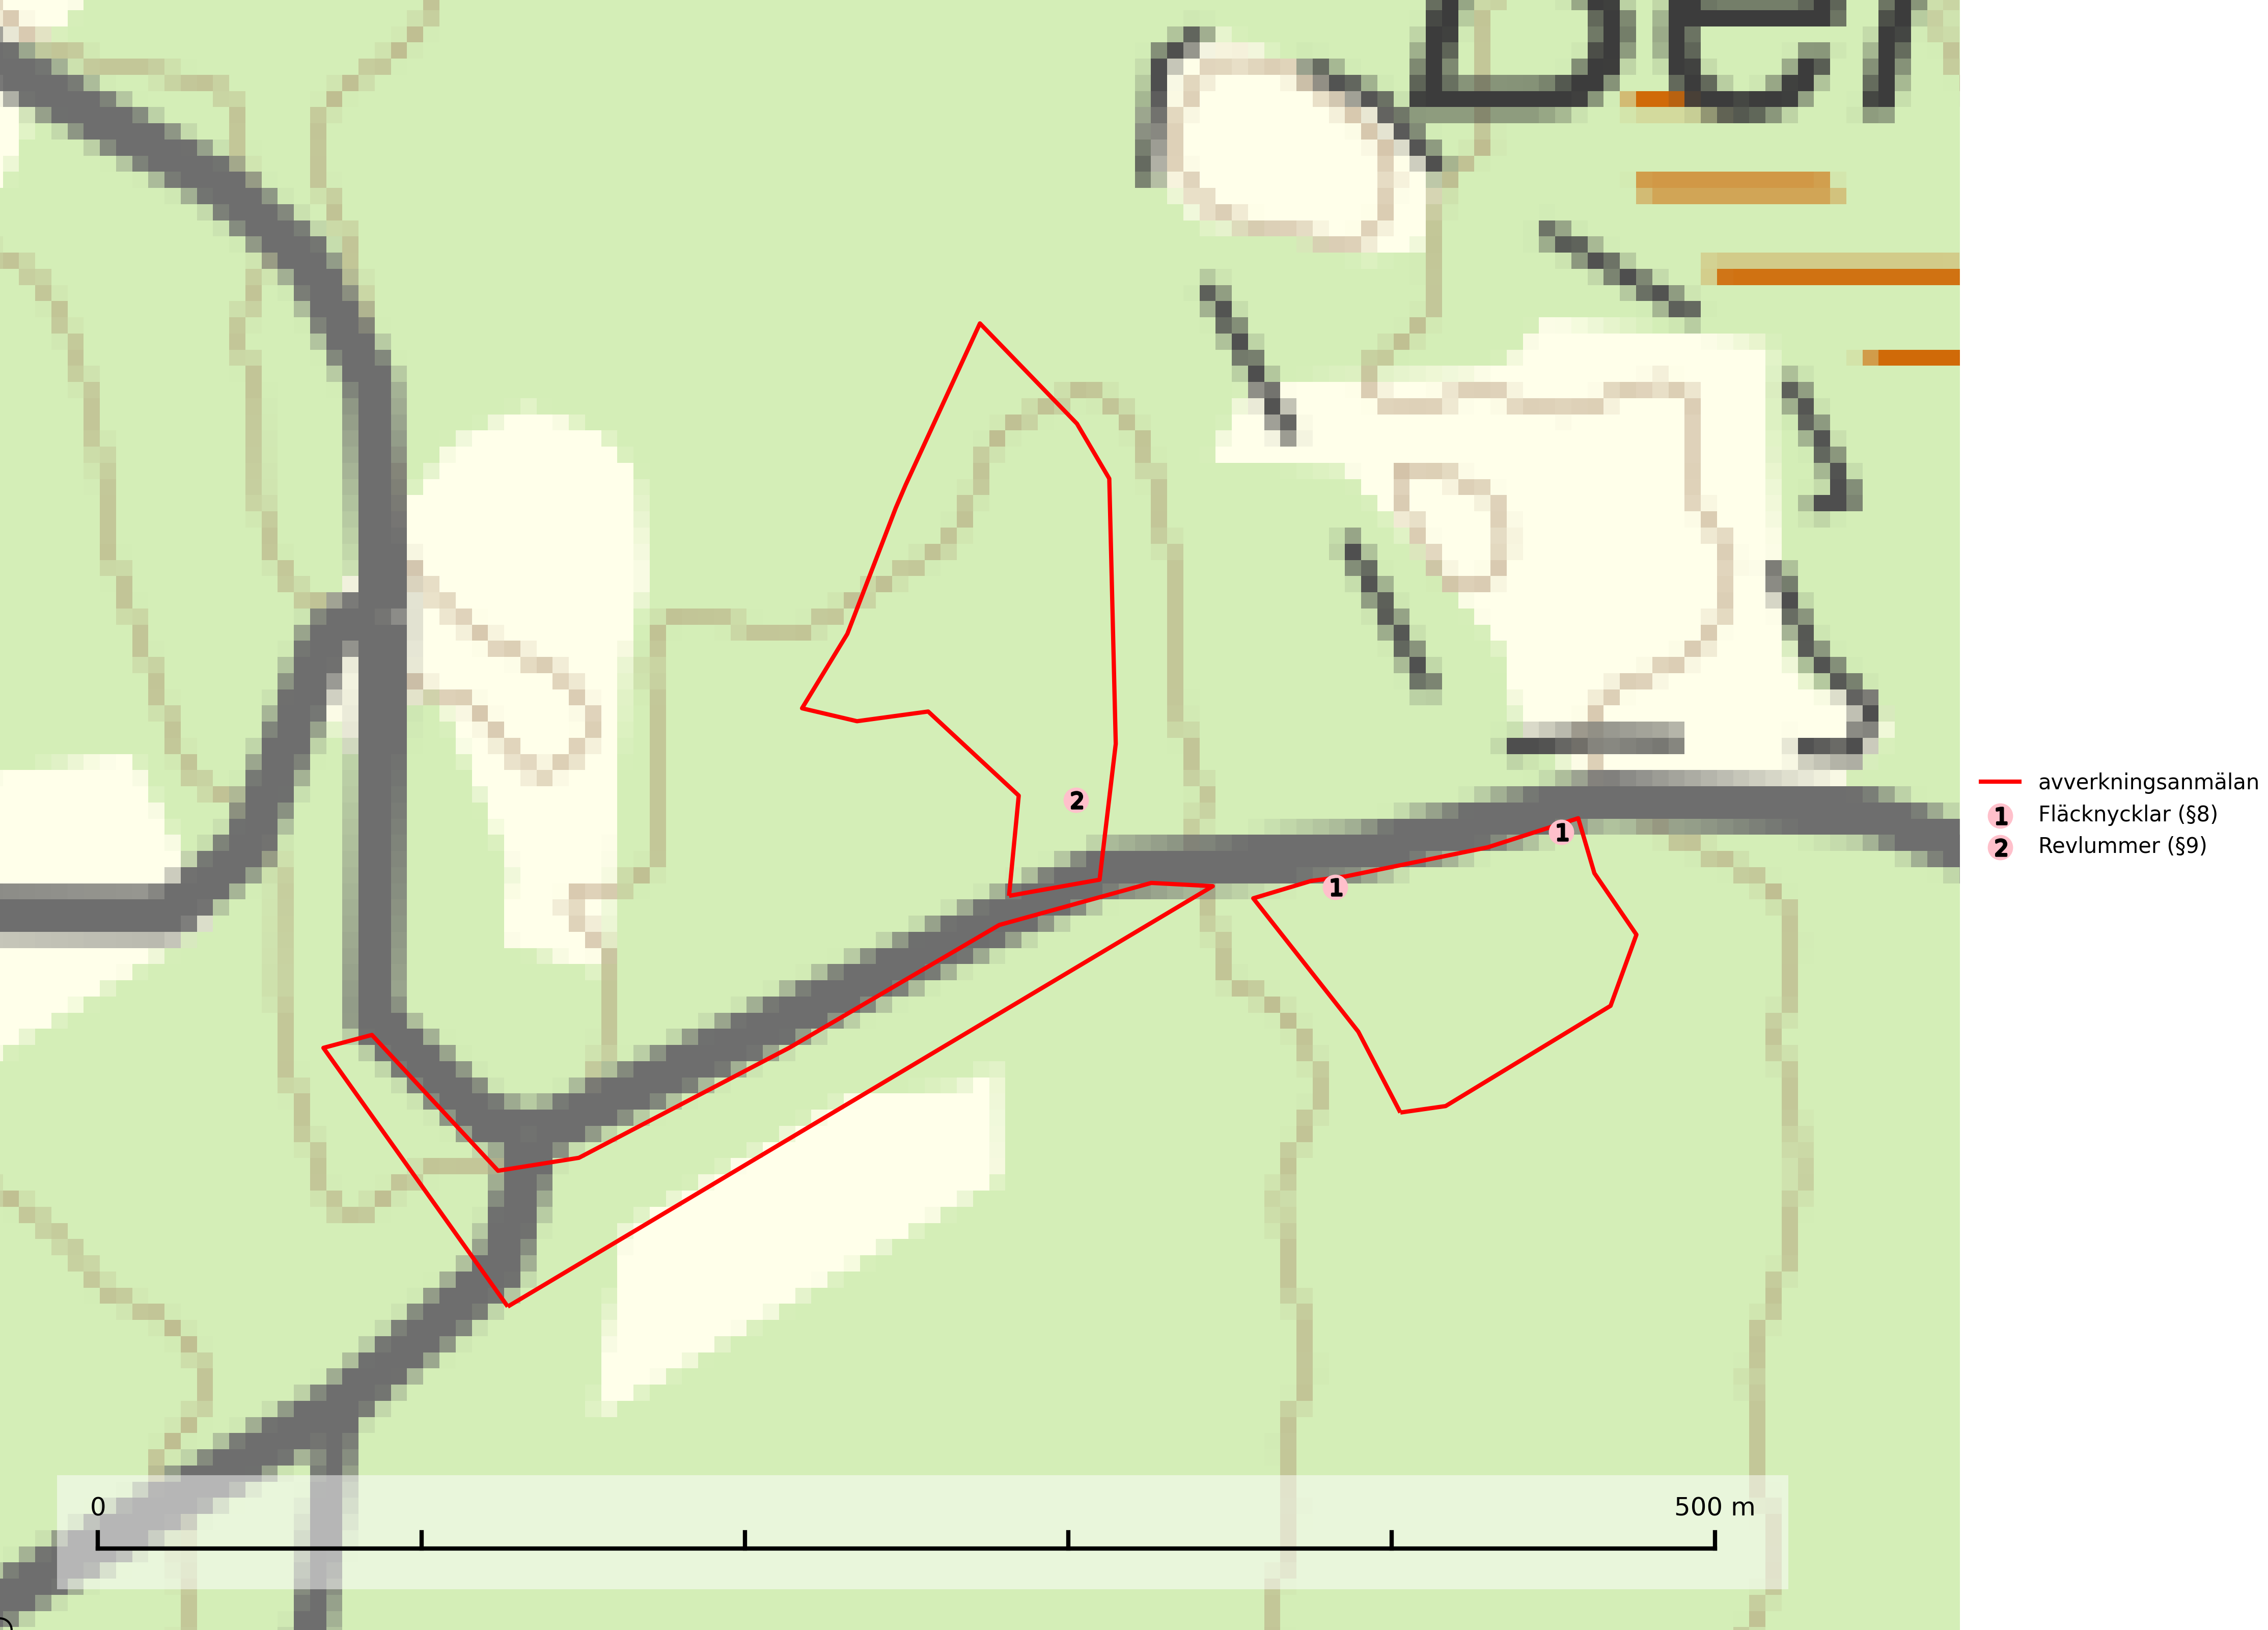 2
1
1
avverkningsanmälan
1 Fläcknycklar (§8)
2 Revlummer (§9)
0 500 m